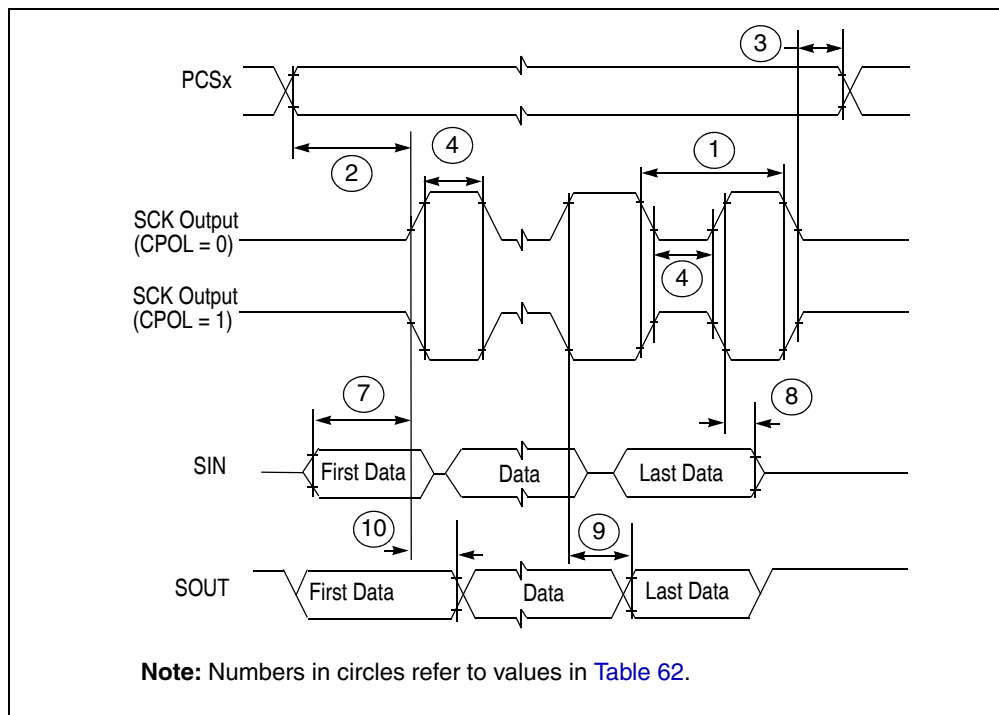 3
PCSx
2
4
1
SCK Output
(CPOL = 0)
4
SCK Output
(CPOL = 1)
7
8
SIN
First Data
Data
Last Data
10
9
SOUT
First Data
Data
Last Data
Note: Numbers in circles refer to values in Table 62.